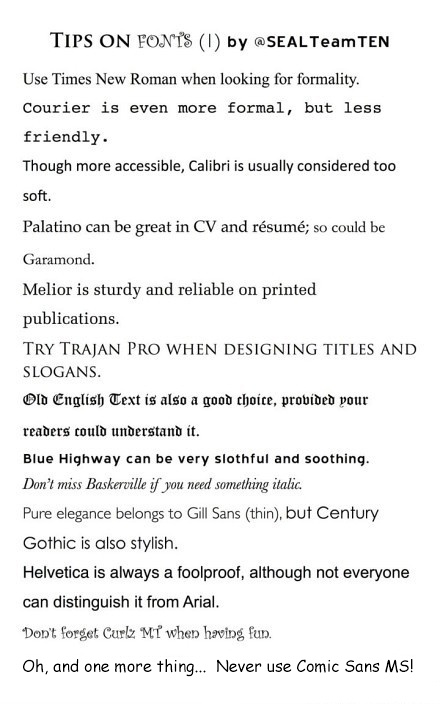 Tips on Fonts (1) by @SEALTeamTEN
Use Times New Roman when looking for formality.
Courier is even more formal, but less
friendly.
Though more accessible, Calibri is usually considered too
soft.
Palatino can be great in CV and résumé; so could be
Garamond.
Melior is sturdy and reliable on printed
publications.
Try Trajan Pro when designing titles and
slogans.
Old English Text is also a good choice, provided your
readers could understand it.
Blue Highway can be very slothful and soothing.
Don't miss Baskerville if you need something italic.
Pure elegance belongs to Gill Sans (thin), but Century
Gothic is also stylish.
Helvetica is always a foolproof, although not everyone
can distinguish it from Arial.
Don't forget Curlz MT when having fun.
Oh, and one more thing... Never use Comic Sans MS!